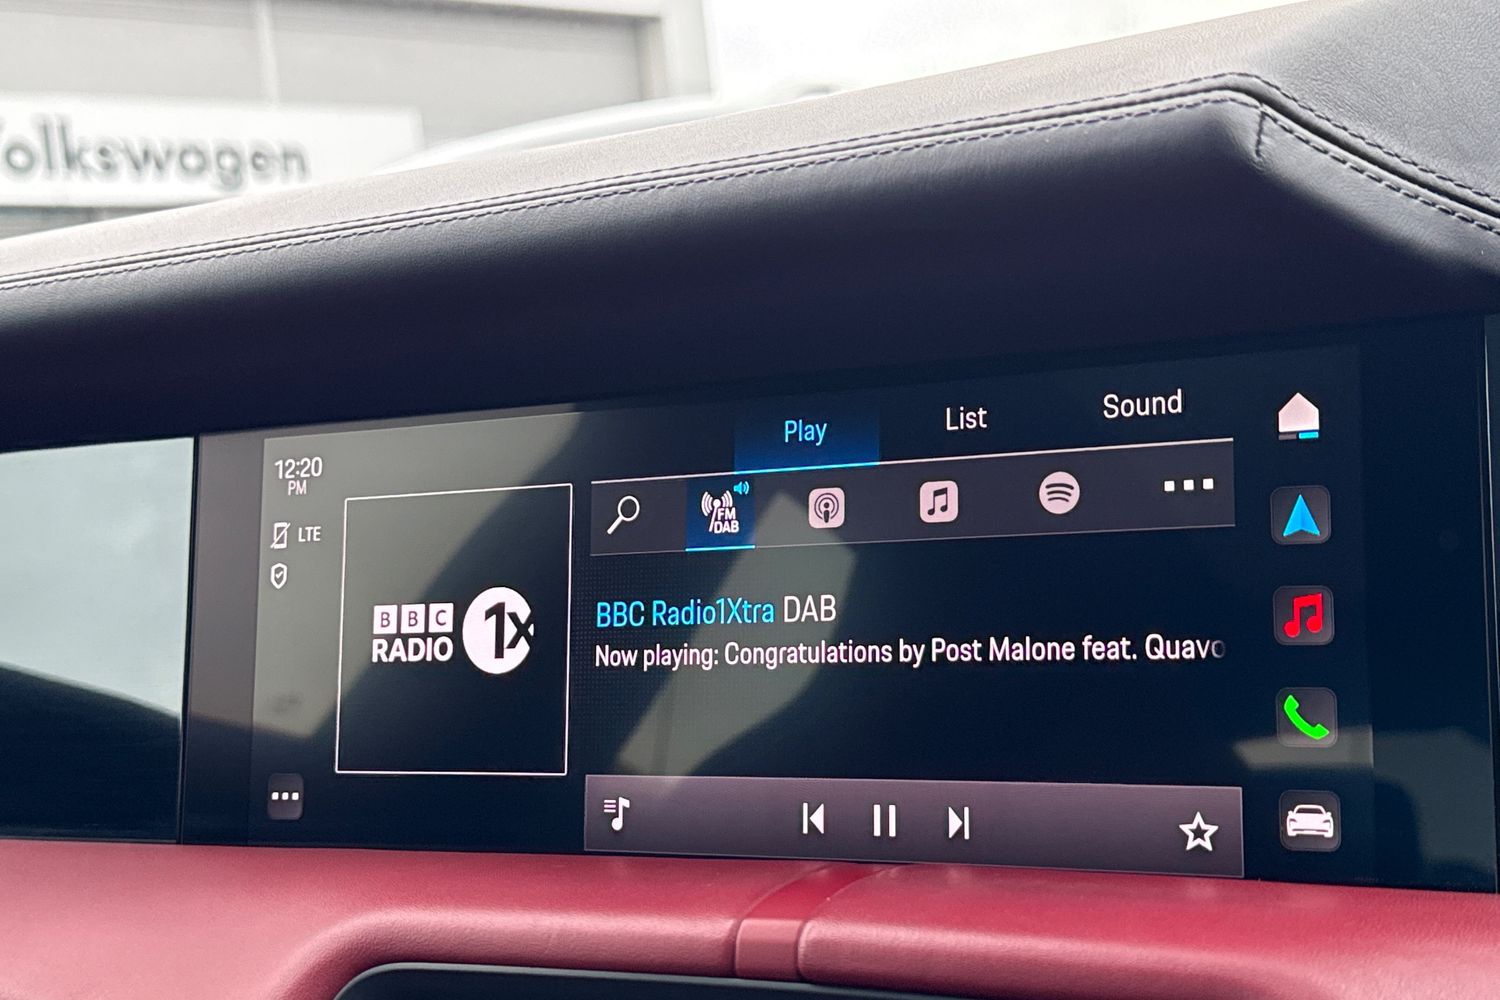 olkswagen
Play
List
Sound
12:20
PM
LTE
FM
DAB
BBC
RADIO
1x
BBC Radio1Xtra DAB
Now playing: Congratulations by Post Malone feat. Quavo